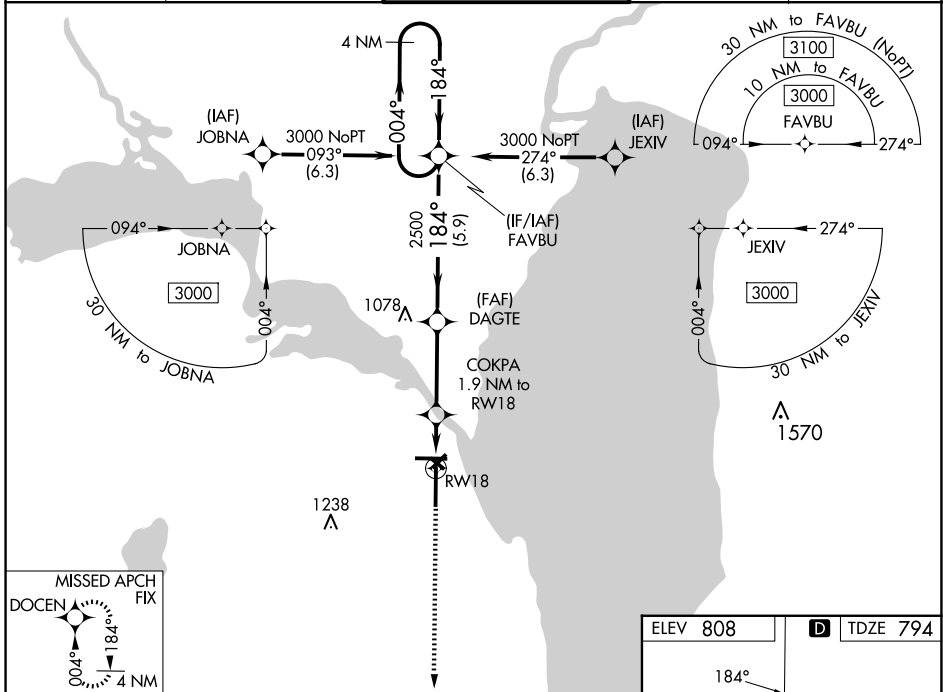 4 NM
004°
184°
(IAF)
JOBNA
3000 NoPT
093°
(6.3)
3000 NoPT
274°
(6.3)
(IAF)
JEXIV
(IF/IAF)
FAVBU
2500
184°
(5.9)
30 NM to FAVBU (NoPT)
3100
10 NM to FAVBU
3000
FAVBU
094°
274°
094°
JOBNA
3000
004°
30 NM to JOBNA
274°
JEXIV
3000
004°
30 NM to JEXIV
1078
(FAF)
DAGTE
COKPA
1.9 NM to
RW18
RW18
1570
1238
MISSED APCH
FIX
DOCEN
184°
004°
4 NM
ELEV 808
D
TDZE 794
184°